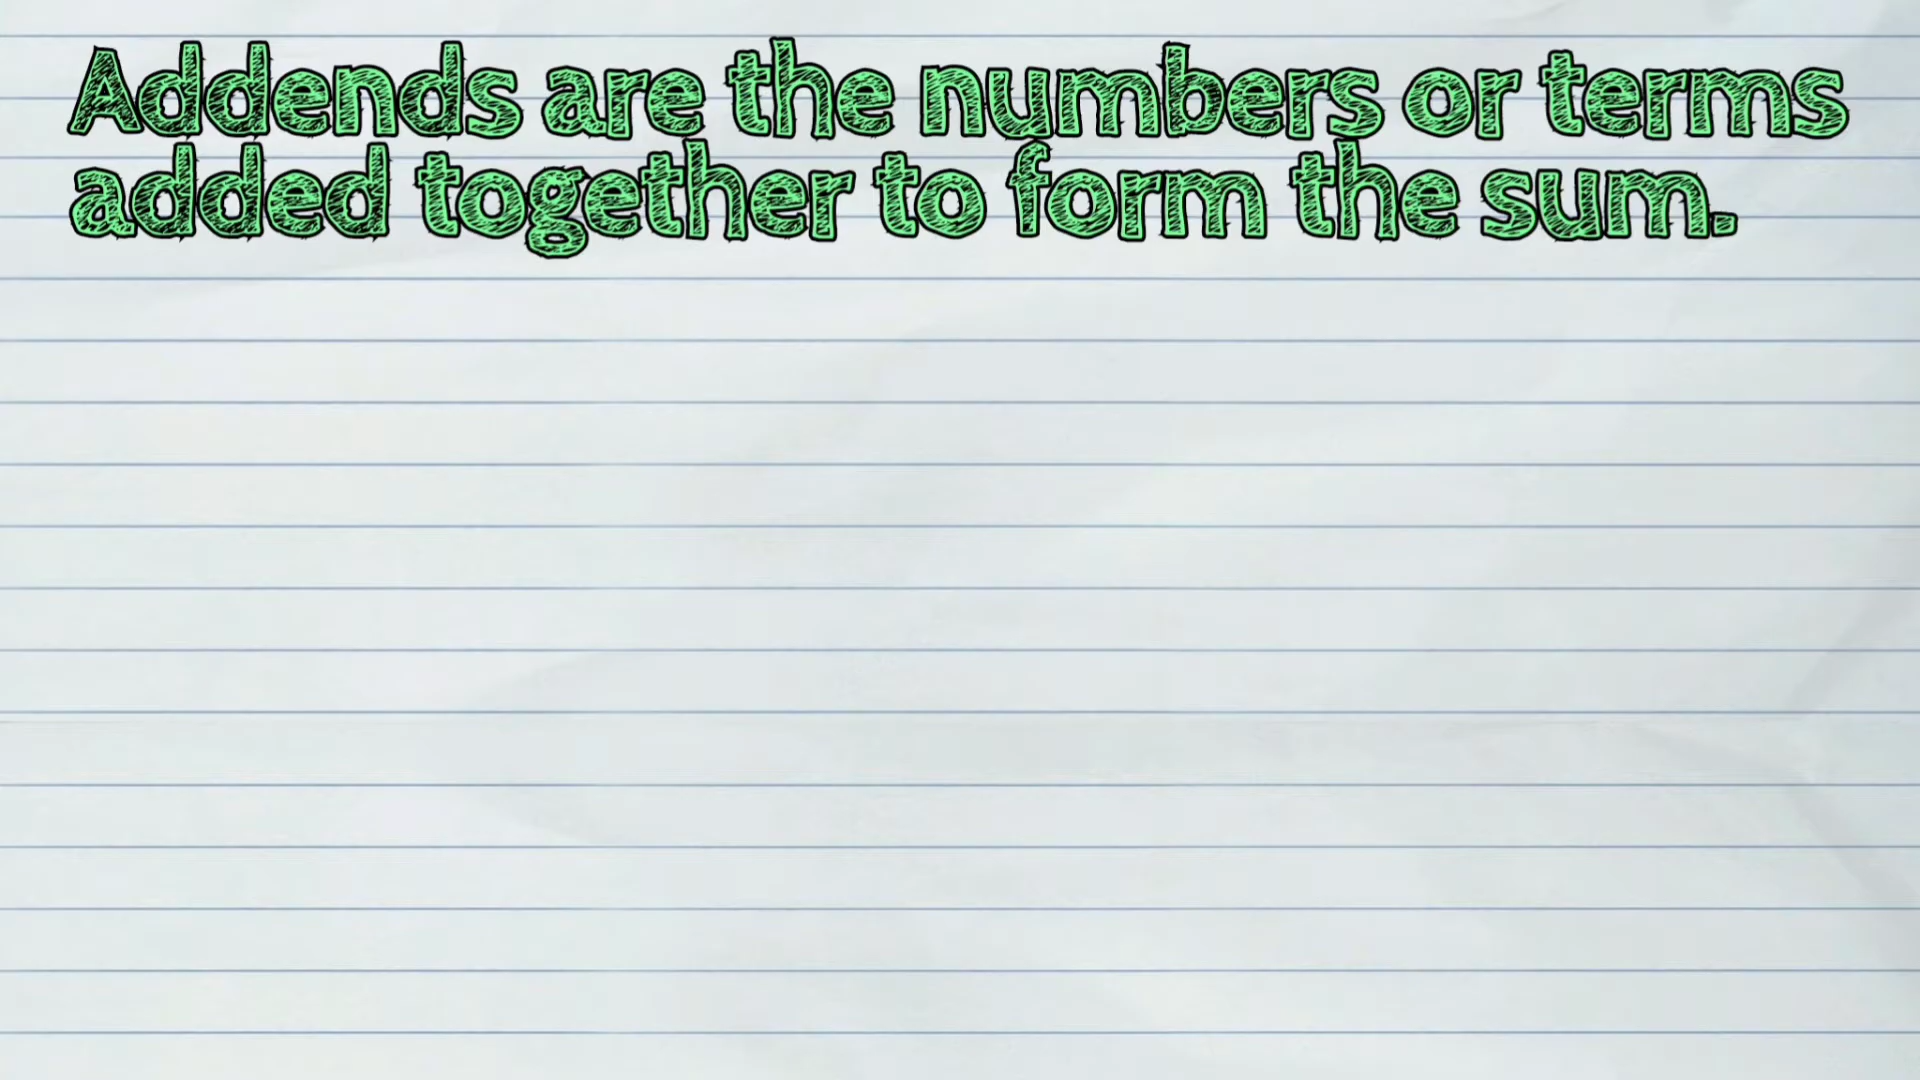 Addends are the numbers or terms
added together to form the sum.